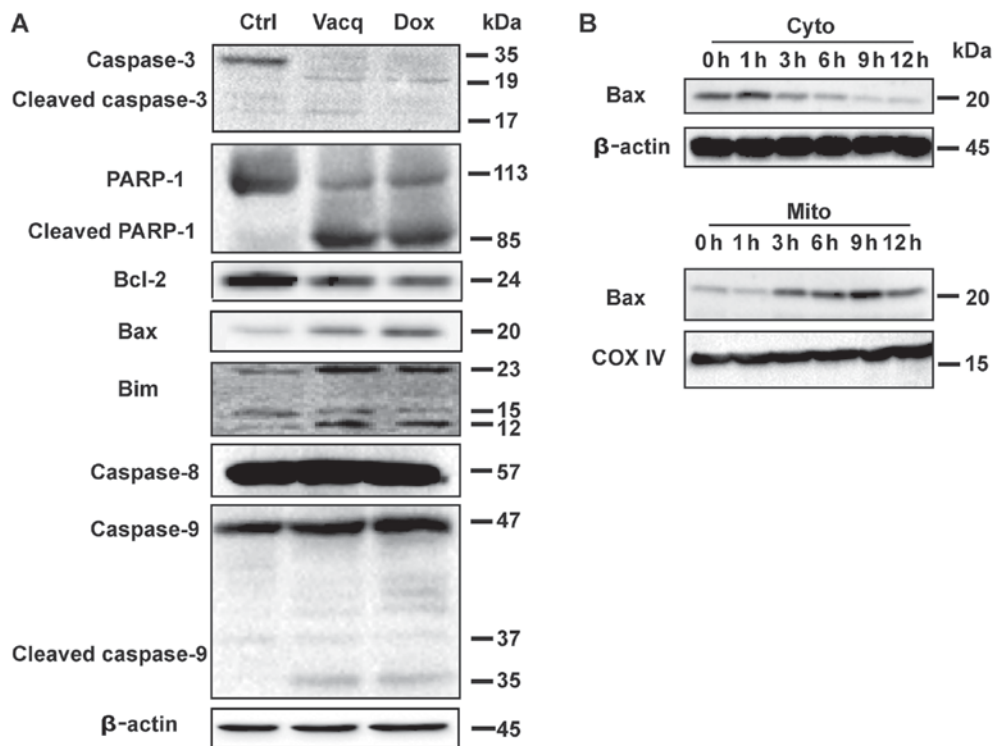 A
Ctrl Vacq Dox kDa
Caspase-3 35
19
Cleaved caspase-3
17
PARP-1 113
Cleaved PARP-1 85
Bcl-2 24
Bax 20
23
Bim
15
12
Caspase-8 57
Caspase-9 47
37
Cleaved caspase-9
35
β-actin 45
B
Cyto
0 h 1 h 3 h 6 h 9 h 12 h kDa
Bax 20
β-actin 45
Mito
0 h 1 h 3 h 6 h 9 h 12 h
Bax 20
COX IV 15